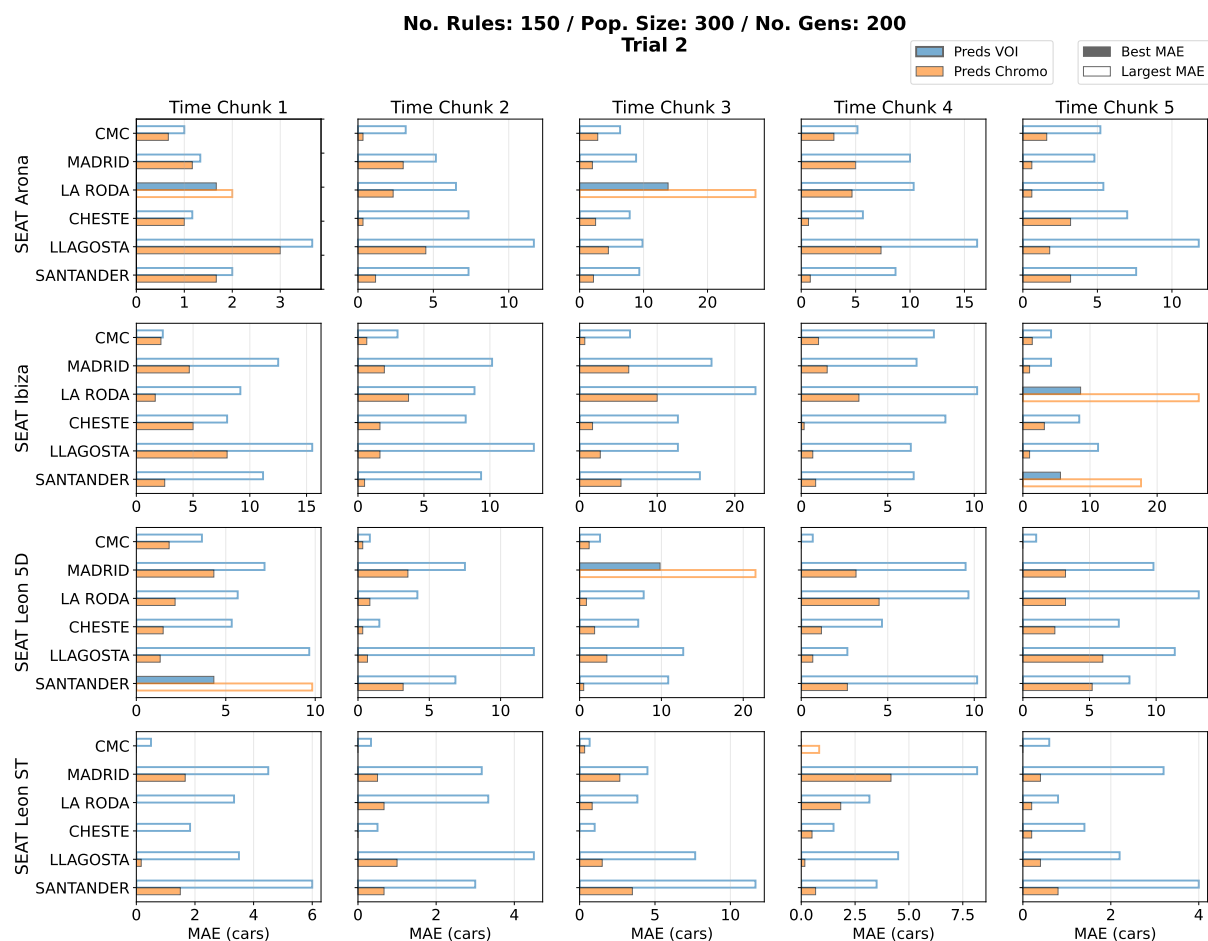 No. Rules: 150 / Pop. Size: 300 / No. Gens: 200
Trial 2
Preds VOI
Preds Chromo
Best MAE
Largest MAE
Time Chunk 1 Time Chunk 2 Time Chunk 3 Time Chunk 4 Time Chunk 5
SEAT Arona
CMC
MADRID
LA RODA
CHESTE
LLAGOSTA
SANTANDER
0 1 2 3 0 5 10 0 10 20 0 5 10 15 0 5 10
SEAT Ibiza
CMC
MADRID
LA RODA
CHESTE
LLAGOSTA
SANTANDER
0 5 10 15 0 5 10 0 10 20 0 5 10 0 10 20
SEAT Leon 5D
CMC
MADRID
LA RODA
CHESTE
LLAGOSTA
SANTANDER
0 5 10 0 5 10 0 10 20 0 5 10 0 5 10
SEAT Leon ST
CMC
MADRID
LA RODA
CHESTE
LLAGOSTA
SANTANDER
0 2 4 6 0 2 4 0 5 10 0.0 2.5 5.0 7.5 0 2 4
MAE (cars) MAE (cars) MAE (cars) MAE (cars) MAE (cars)